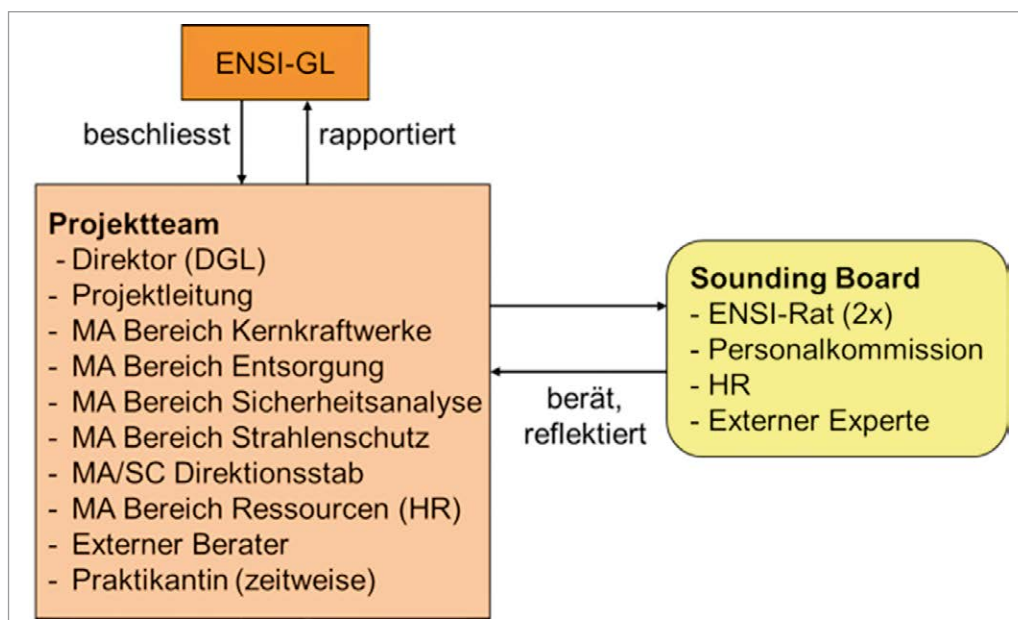 ENSI-GL
beschliesst
rapportiert
Projektteam
- Direktor (DGL)
- Projektleitung
- MA Bereich Kernkraftwerke
- MA Bereich Entsorgung
- MA Bereich Sicherheitsanalyse
- MA Bereich Strahlenschutz
- MA/SC Direktionsstab
- MA Bereich Ressourcen (HR)
- Externer Berater
- Praktikantin (zeitweise)
berät,
reflektiert
Sounding Board
- ENSI-Rat (2x)
- Personalkommission
- HR
- Externer Experte